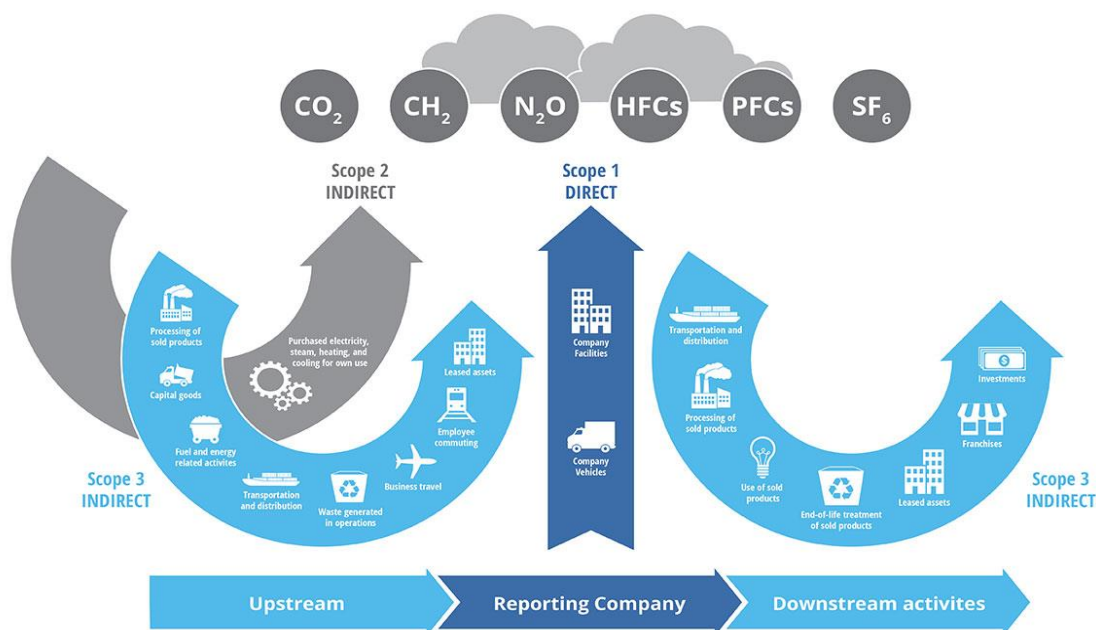 CO₂
CH₂
N₂O
HFCs
PFCs
SF₆
Scope 2
INDIRECT
Scope 1
DIRECT
Processing of
sold products
Capital goods
Fuel and energy
related activites
Transportation
and distribution
Waste generated
in operations
Business travel
Employee
commuting
Leased assets
Purchased electricity,
steam, heating, and
cooling for own use
Scope 3
INDIRECT
Company
Facilities
Company
Vehicles
Transportation and
distribution
Processing of
sold products
Use of sold
products
End-of-life treatment
of sold products
Leased assets
Franchises
$
Investments
Scope 3
INDIRECT
Upstream
Reporting Company
Downstream activites